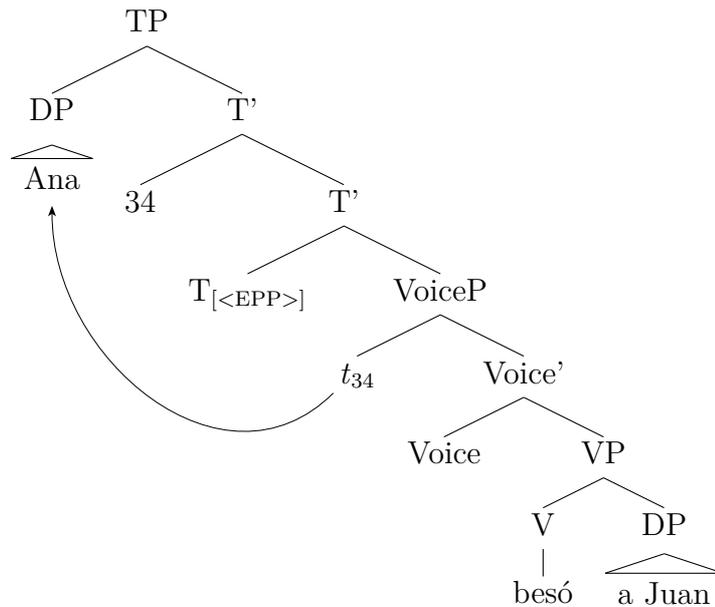 TP
DP T’
Ana 34 T’
T[<EPP>] VoiceP
t34 Voice’
Voice VP
V DP
besó a Juan